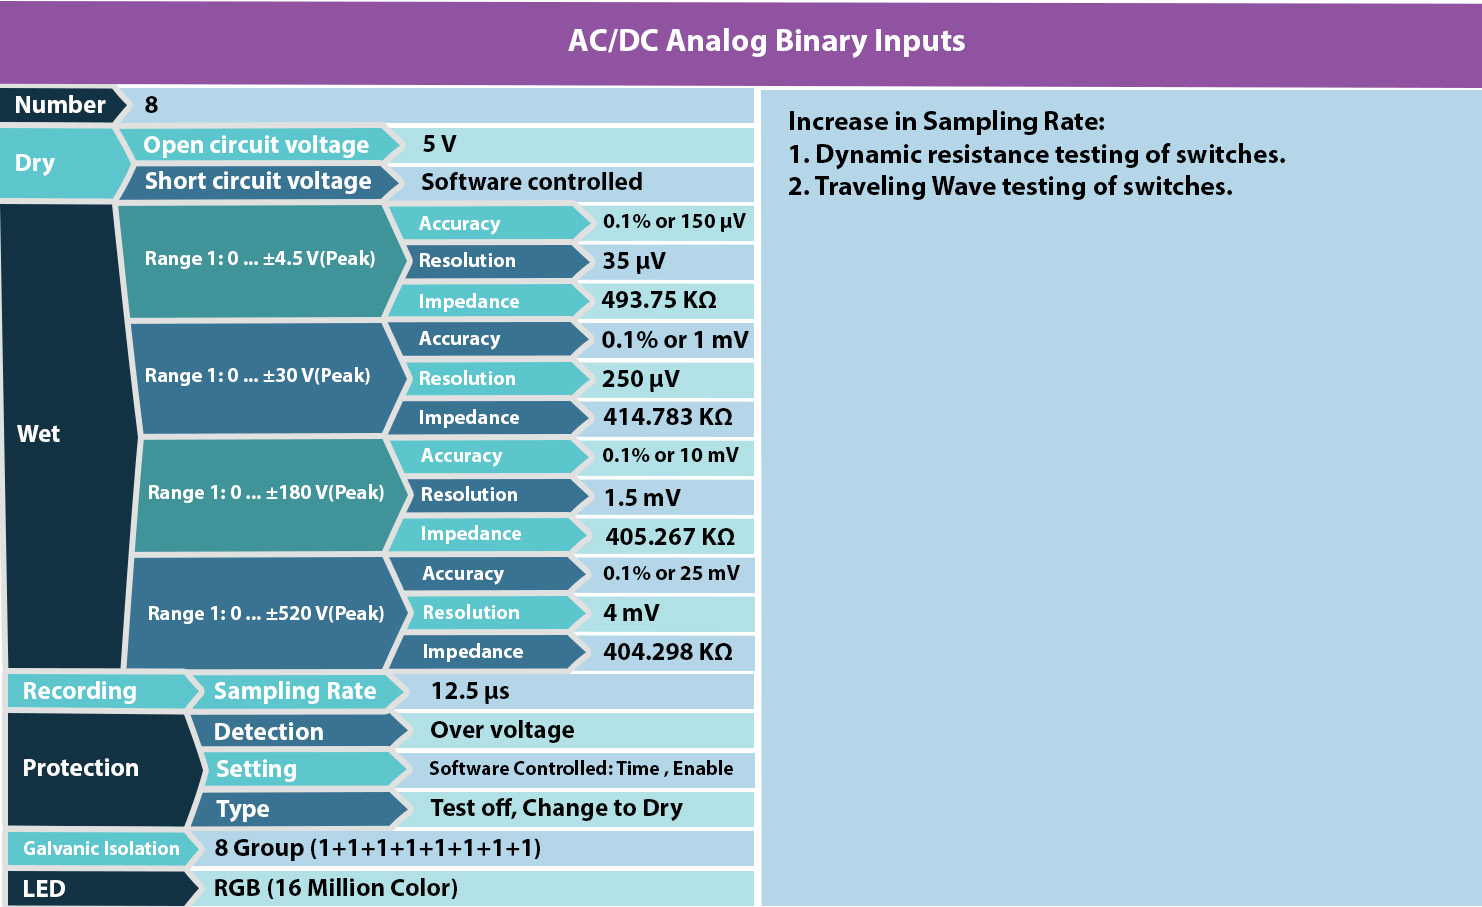 AC/DC Analog Binary Inputs
Number 8
Dry
Open circuit voltage 5 V
Short circuit voltage Software controlled
Wet
Range 1: 0 ... ±4.5 V(Peak)
Accuracy 0.1% or 150 µV
Resolution 35 µV
Impedance 493.75 KΩ
Range 1: 0 ... ±30 V(Peak)
Accuracy 0.1% or 1 mV
Resolution 250 µV
Impedance 414.783 KΩ
Range 1: 0 ... ±180 V(Peak)
Accuracy 0.1% or 10 mV
Resolution 1.5 mV
Impedance 405.267 KΩ
Range 1: 0 ... ±520 V(Peak)
Accuracy 0.1% or 25 mV
Resolution 4 mV
Impedance 404.298 KΩ
Recording Sampling Rate 12.5 µs
Protection
Detection Over voltage
Setting Software Controlled: Time , Enable
Type Test off, Change to Dry
Galvanic Isolation 8 Group (1+1+1+1+1+1+1+1)
LED RGB (16 Million Color)
Increase in Sampling Rate:
1. Dynamic resistance testing of switches.
2. Traveling Wave testing of switches.